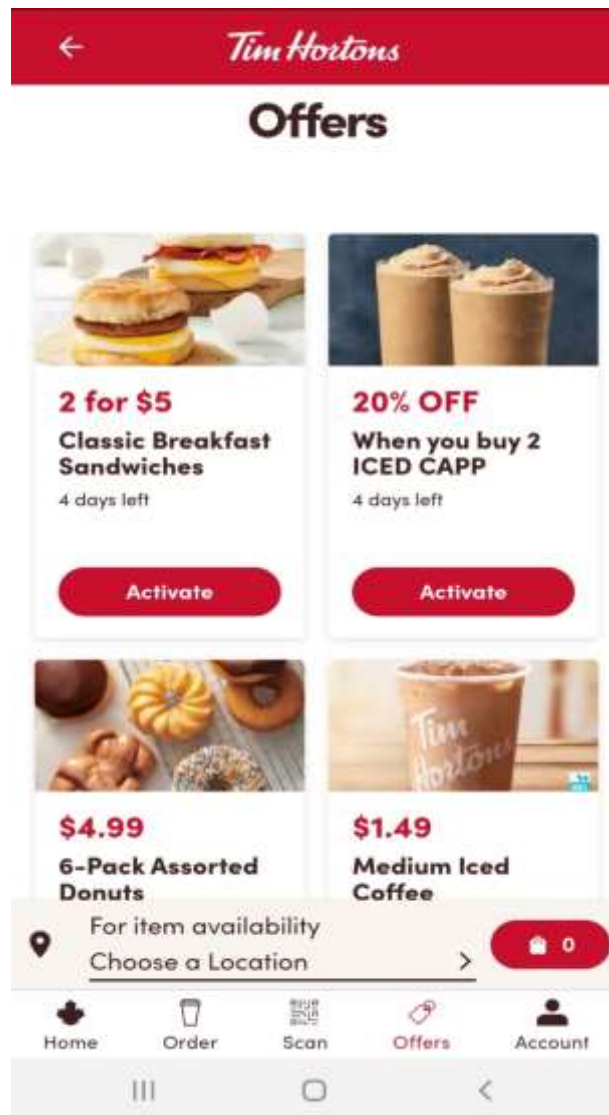 Tim Hortons
Offers
2 for $5
Classic Breakfast
Sandwiches
4 days left
Activate
20% OFF
When you buy 2
ICED CAPP
4 days left
Activate
Tim
Hortons
$4.99
6-Pack Assorted
Donuts
$1.49
Medium Iced
Coffee
For item availability
Choose a Location
0
Home
Order
Scan
Offers
Account